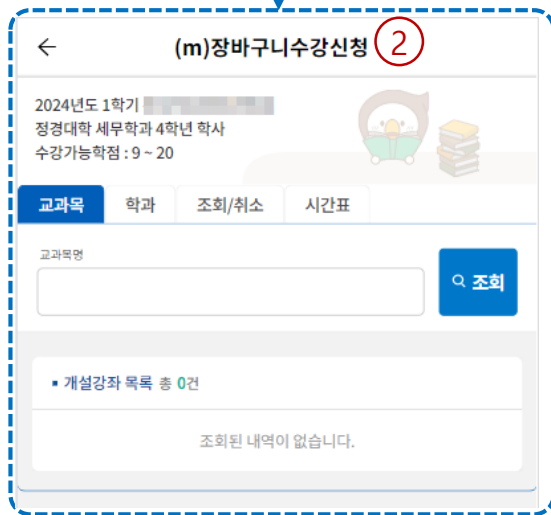 (m)장바구니수강신청 2
2024년도 1학기
정경대학 세무학과 4학년 학사
수강가능학점 : 9 ~ 20
교과목 학과 조회/취소 시간표
교과목명
조회
개설강좌 목록 총 0건
조회된 내역이 없습니다.